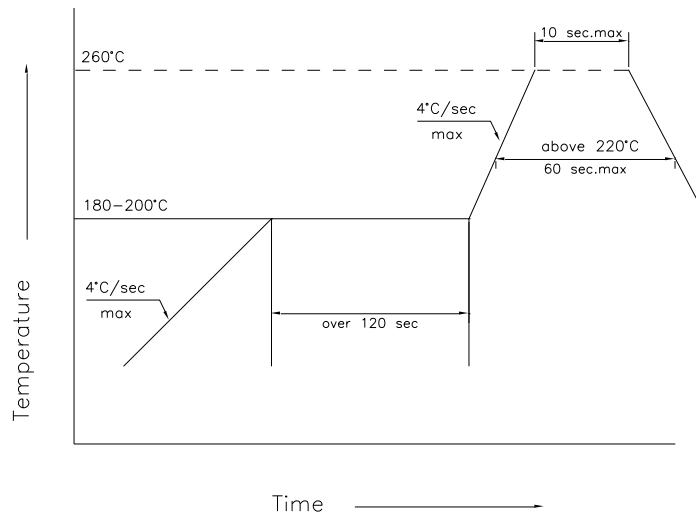 10 sec.max
260°C
4°C/sec
max
above 220°C
60 sec.max
180-200°C
4°C/sec
max
over 120 sec
Temperature
Time